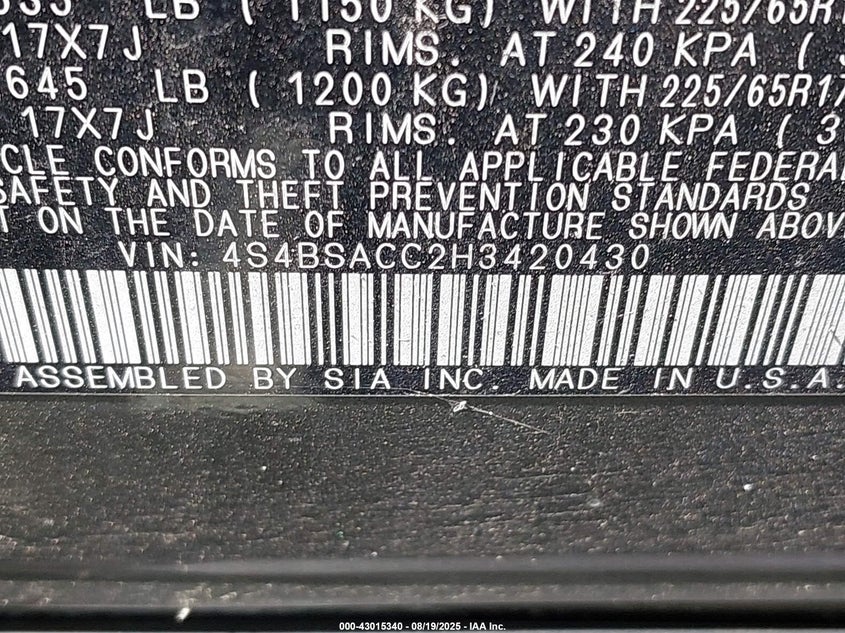 LB ( 1150 KG) WITH 225/65R1
17X7J RIMS. AT 240 KPA (
645 LB ( 1200 KG) WITH 225/65R17
17X7J RIMS. AT 230 KPA ( 3
CLE CONFORMS TO ALL APPLICABLE FEDERAL
SAFETY AND THEFT PREVENTION STANDARDS
T ON THE DATE OF MANUFACTURE SHOWN ABOV
VIN: 4S4BSACC2H3420430
ASSEMBLED BY SIA INC. MADE IN U.S.A.
000-43015340 - 08/19/2025 - IAA Inc.